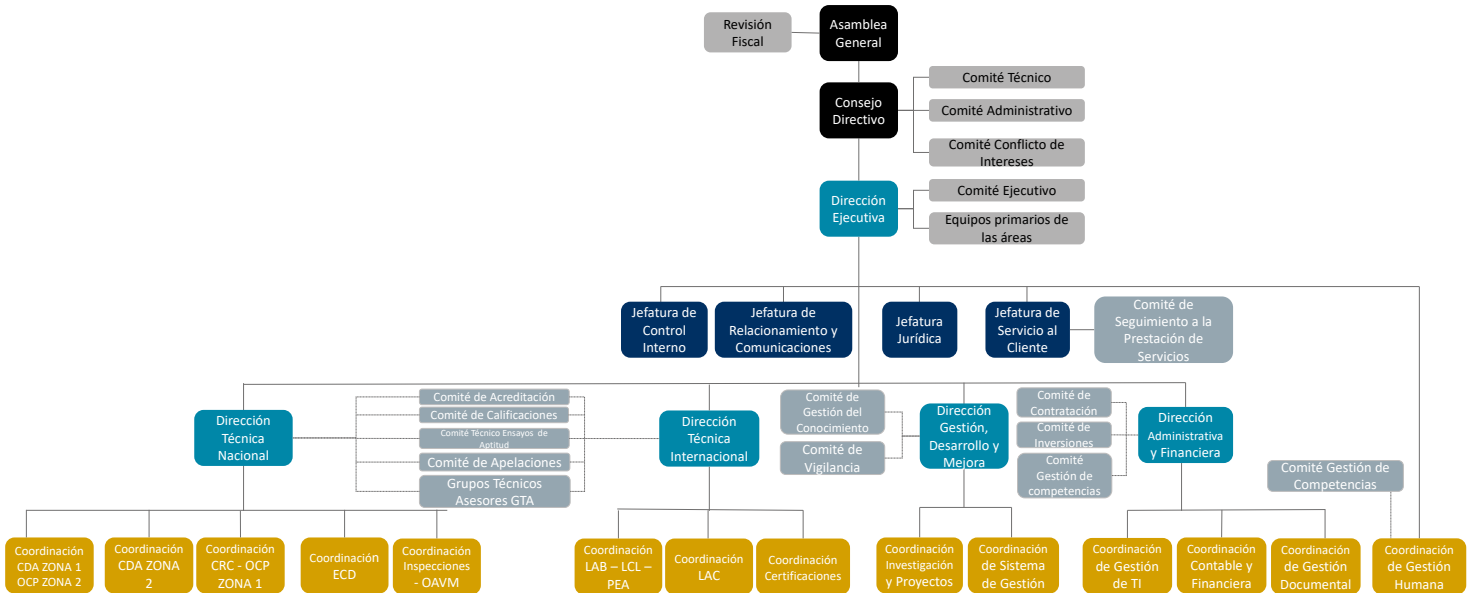 Revisión
Fiscal
Asamblea
General
Comité Técnico
Consejo
Directivo
Comité Administrativo
Comité Conflicto de
Intereses
Dirección
Ejecutiva
Comité Ejecutivo
Equipos primarios de
las áreas
Jefatura de
Control
Interno
Jefatura de
Relacionamiento y
Comunicaciones
Jefatura
Jurídica
Jefatura de
Servicio al
Cliente
Comité de
Seguimiento a la
Prestación de
Servicios
Dirección
Técnica
Nacional
Comité de Acreditación
Comité de Calificaciones
Comité Técnico Ensayos de
Aptitud
Comité de Apelaciones
Grupos Técnicos
Asesores GTA
Dirección
Técnica
Internacional
Comité de
Gestión del
Conocimiento
Comité de
Vigilancia
Dirección
Gestión,
Desarrollo y
Mejora
Comité de
Contratación
Comité de
Inversiones
Comité
Gestión de
competencias
Dirección
Administrativa
y Financiera
Comité Gestión de
Competencias
Coordinación
CDA ZONA 1
OCP ZONA 2
Coordinación
CDA ZONA
2
Coordinación
CRC - OCP
ZONA 1
Coordinación
ECD
Coordinación
Inspecciones
- OAVM
Coordinación
LAB – LCL –
PEA
Coordinación
LAC
Coordinación
Certificaciones
Coordinación
Investigación
y Proyectos
Coordinación
de Sistema
de Gestión
Coordinación
de Gestión
de TI
Coordinación
Contable y
Financiera
Coordinación
de Gestión
Documental
Coordinación
de Gestión
Humana